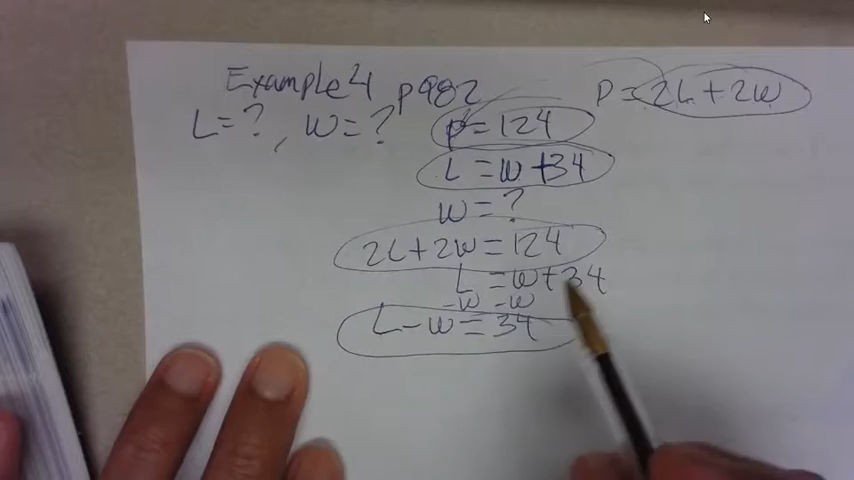 Example 4 p982 P = 2L + 2W
L = ? , W = ? P = 124
L = W + 34
W = ?
2L + 2W = 124
L = W + 34
-W -W
L - W = 34